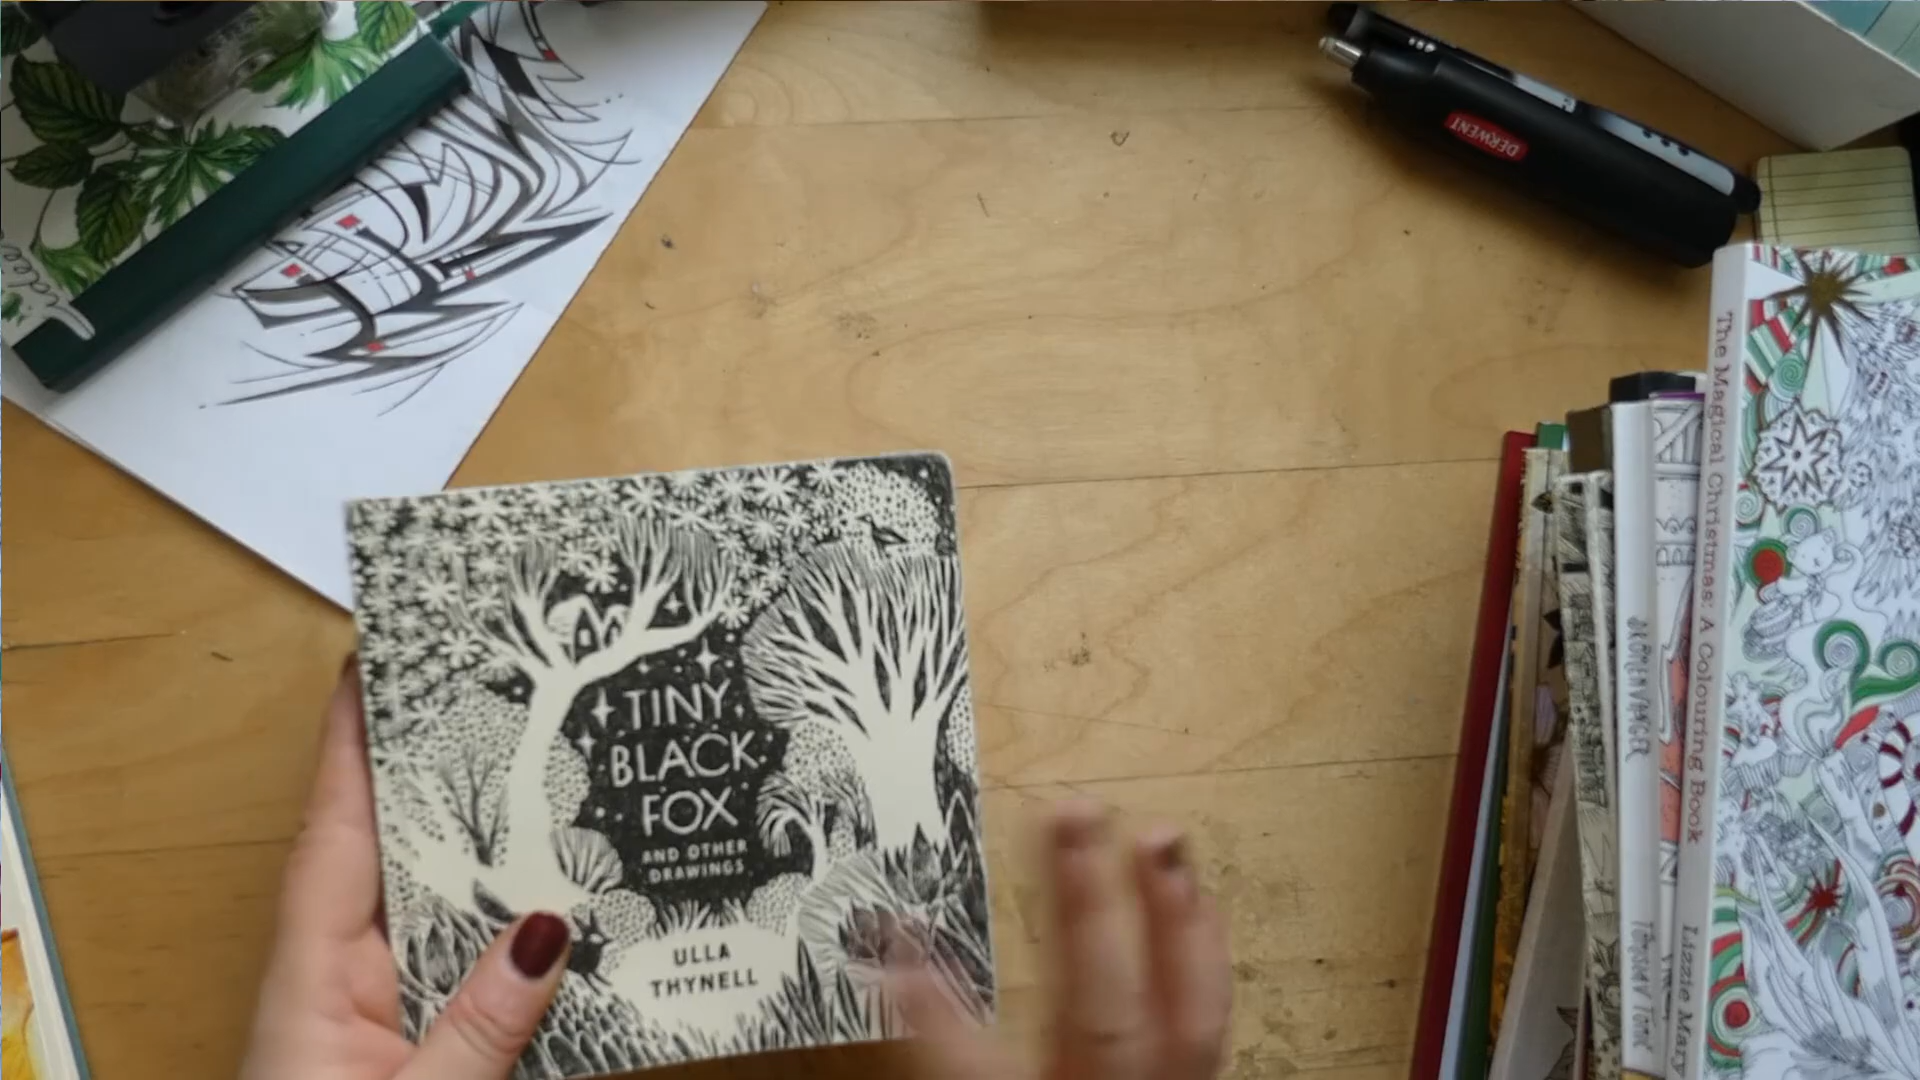 DERWENT
TINY
BLACK
FOX
AND OTHER
DRAWINGS
ULLA
THYNELL
The Magical Christmas: A Colouring Book
Lizzie Mary